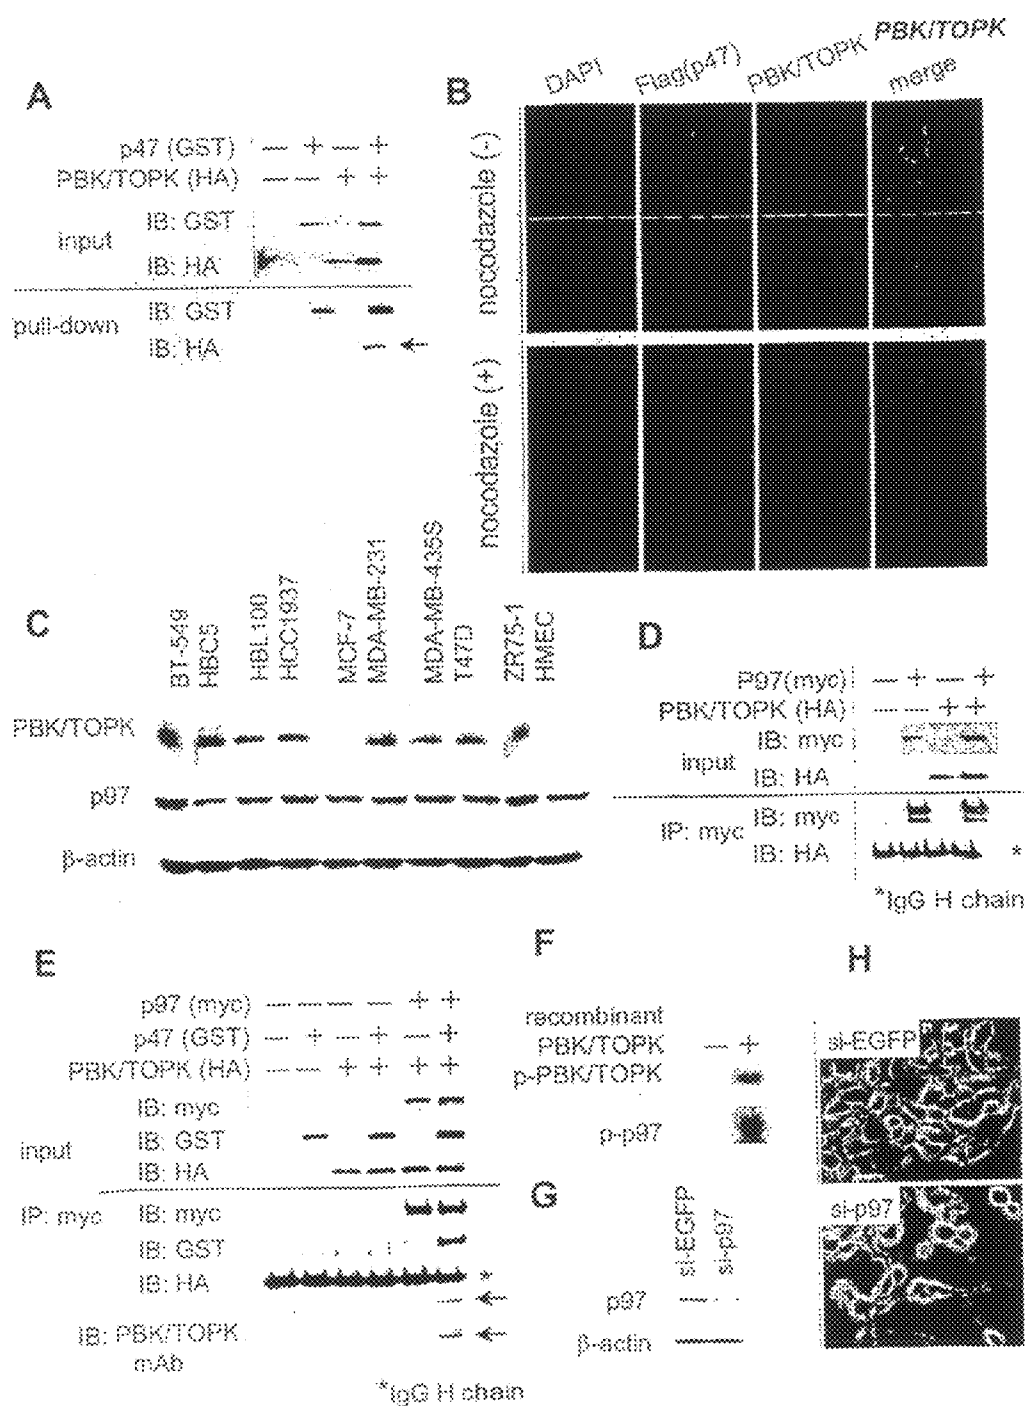 A
p47 (GST) — + — +
PBK/TOPK (HA) — — + +
input
IB: GST
IB: HA
pull-down
IB: GST
IB: HA
B
DAPI
Flag(p47)
PBK/TOPK
PBK/TOPK
merge
nocodazole (-)
nocodazole (+)
C
BT-549
HBC5
HBL100
HCC1937
MCF-7
MDA-MB-231
MDA-MB-435S
T47D
ZR75-1
HMEC
PBK/TOPK
p97
β-actin
D
P97(myc) — + — +
PBK/TOPK (HA) — — + +
input
IB: myc
IB: HA
IP: myc
IB: myc
IB: HA
*
*IgG H chain
E
p97 (myc) — — — — + +
p47 (GST) — + — + — +
PBK/TOPK (HA) — — + + + +
input
IB: myc
IB: GST
IB: HA
IP: myc
IB: myc
IB: GST
IB: HA
*
IB: PBK/TOPK
mAb
*IgG H chain
F
recombinant
PBK/TOPK — +
p-PBK/TOPK
p-p97
G
si-EGFP
si-p97
p97
β-actin
H
si-EGFP
si-p97